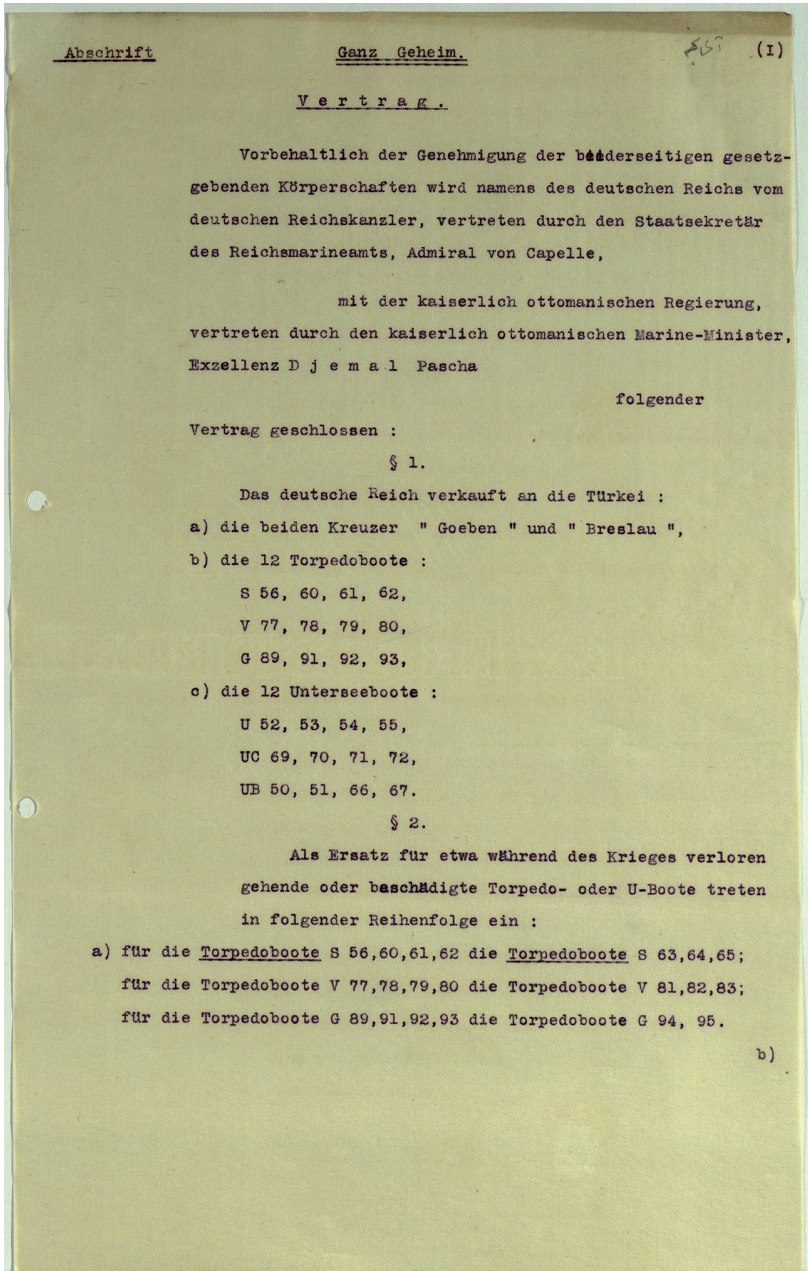 Abschrift
Ganz Geheim.
(I)
Vertrag.
Vorbehaltlich der Genehmigung der beiderseitigen gesetz-
gebenden Körperschaften wird namens des deutschen Reichs vom
deutschen Reichskanzler, vertreten durch den Staatsekretär
des Reichsmarineamts, Admiral von Capelle,
mit der kaiserlich ottomanischen Regierung,
vertreten durch den kaiserlich ottomanischen Marine-Minister,
Exzellenz D j e m a l Pascha
folgender
Vertrag geschlossen :
§ 1.
Das deutsche Reich verkauft an die Türkei :
a) die beiden Kreuzer " Goeben " und " Breslau ",
b) die 12 Torpedoboote :
S 56, 60, 61, 62,
V 77, 78, 79, 80,
G 89, 91, 92, 93,
c) die 12 Unterseeboote :
U 52, 53, 54, 55,
UC 69, 70, 71, 72,
UB 50, 51, 66, 67.
§ 2.
Als Ersatz für etwa während des Krieges verloren
gehende oder beschädigte Torpedo- oder U-Boote treten
in folgender Reihenfolge ein :
a) für die Torpedoboote S 56,60,61,62 die Torpedoboote S 63,64,65;
für die Torpedoboote V 77,78,79,80 die Torpedoboote V 81,82,83;
für die Torpedoboote G 89,91,92,93 die Torpedoboote G 94, 95.
b)